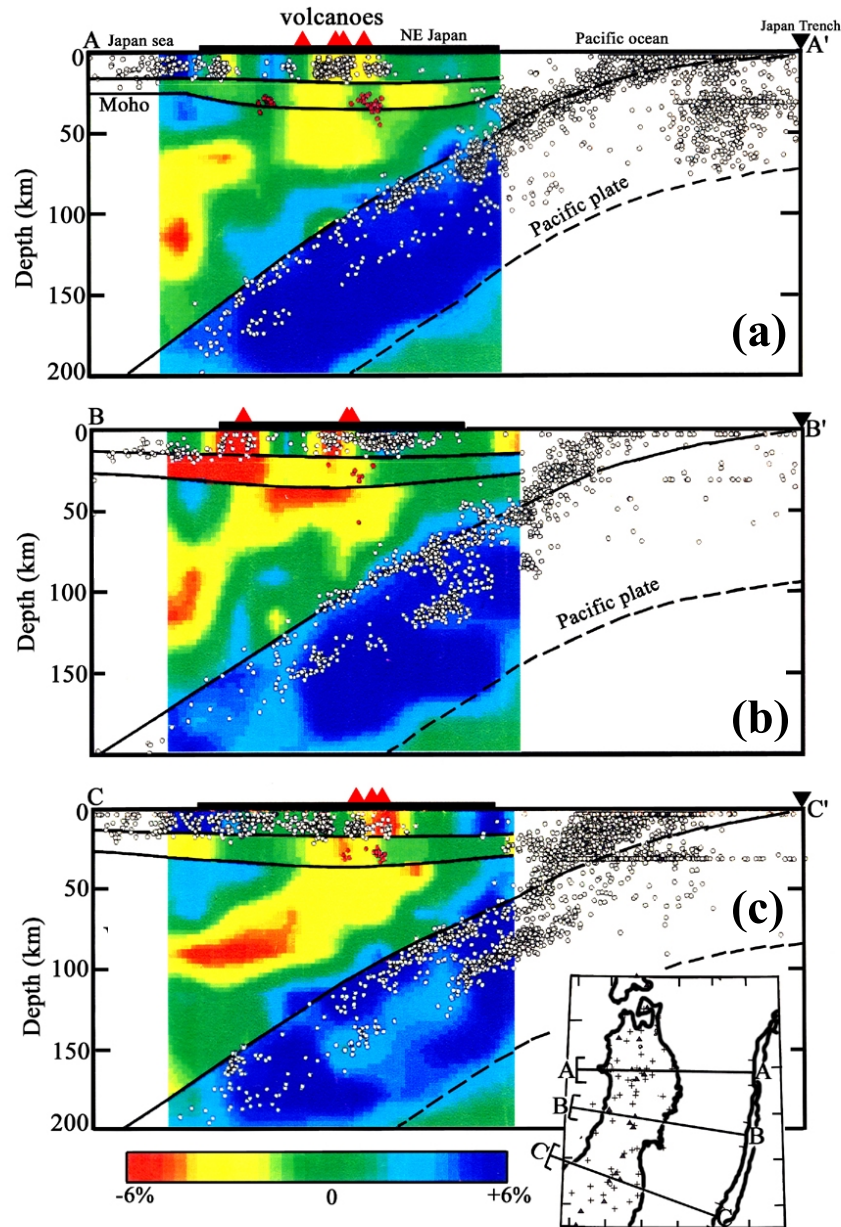 volcanoes
A Japan sea NE Japan Pacific ocean Japan Trench A'
0
Moho
50
100
150
200
Depth (km)
Pacific plate
(a)
B B'
0
50
100
150
Depth (km)
Pacific plate
(b)
C C'
0
50
100
150
200
Depth (km)
(c)
A A
B B
C C
-6% 0 +6%